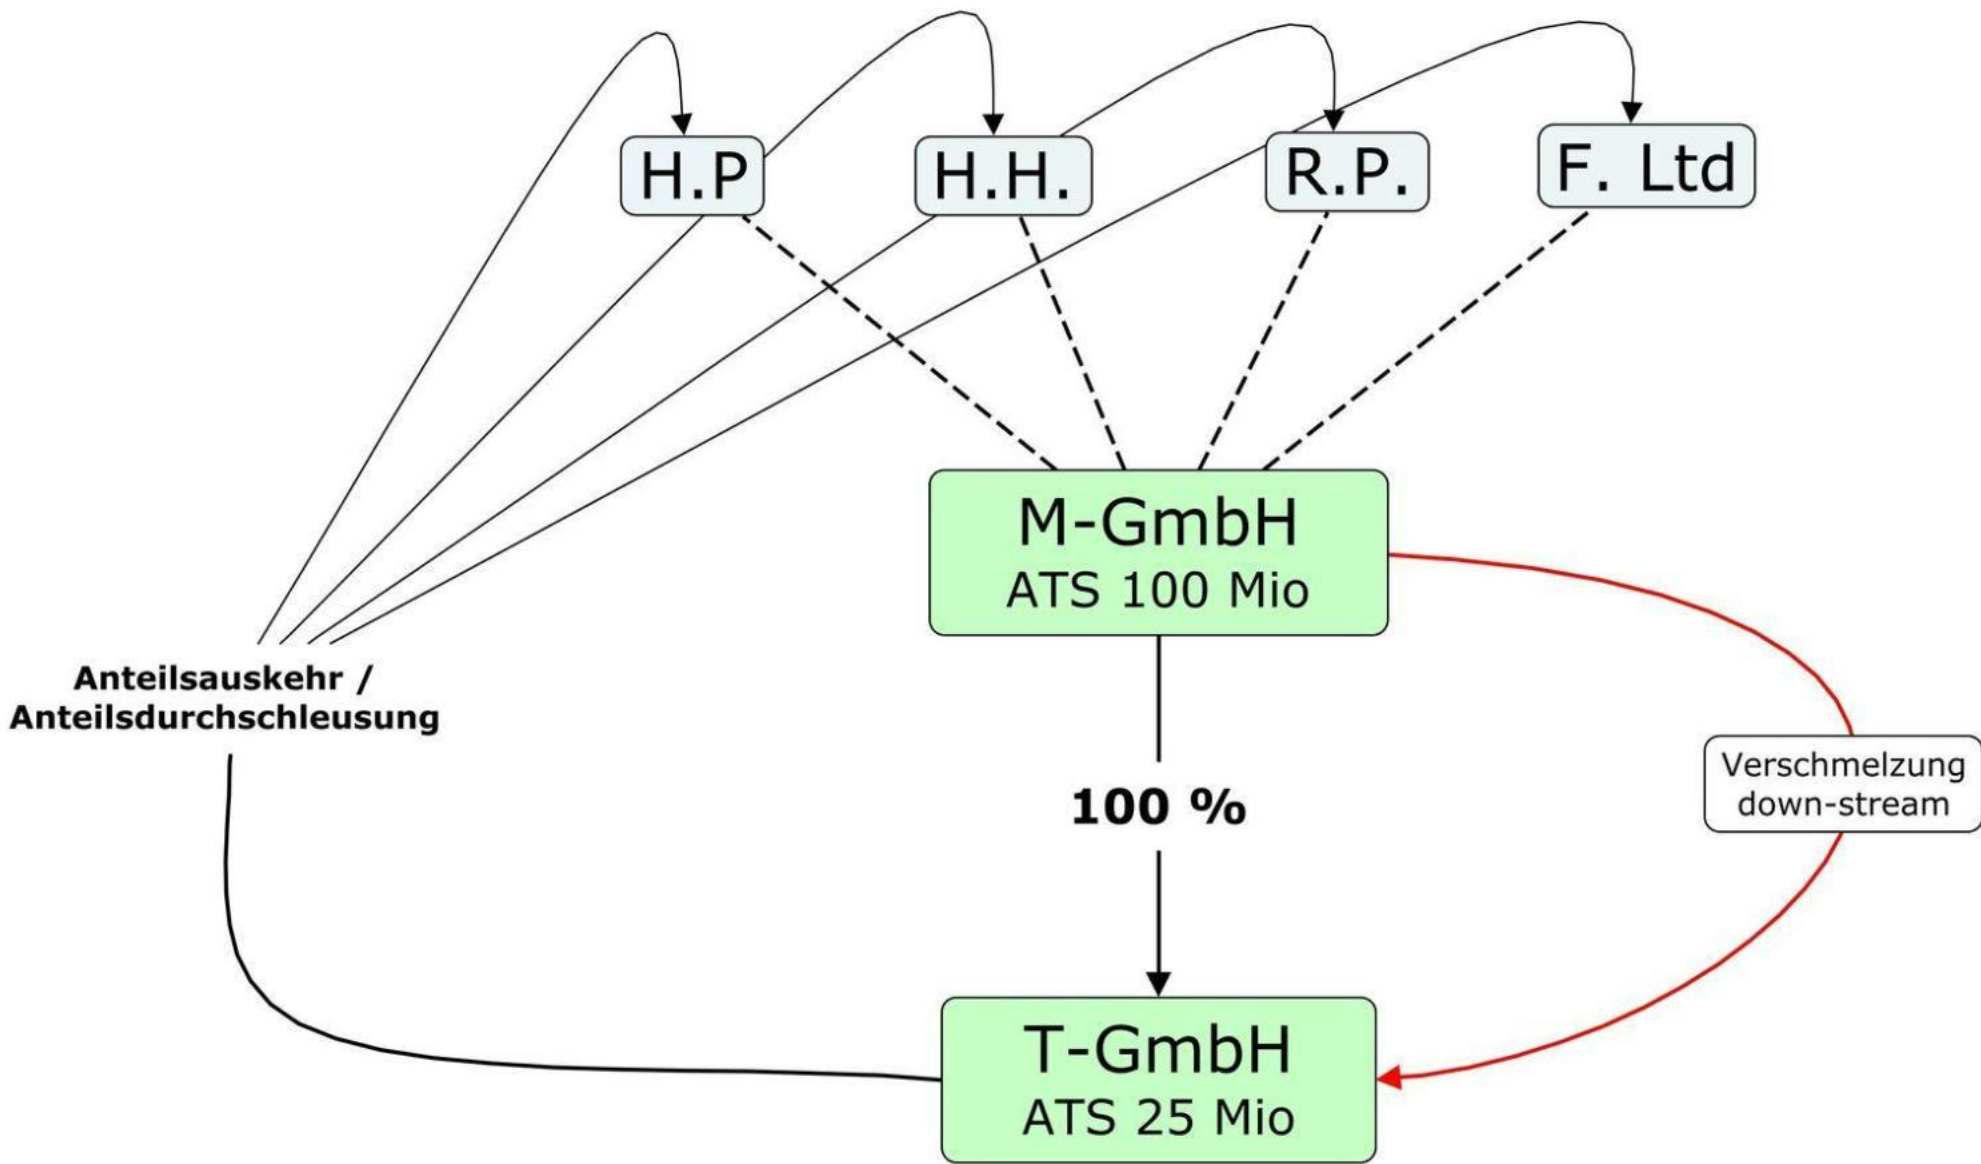 H.P
H.H.
R.P.
F. Ltd
M-GmbH
ATS 100 Mio
Anteilsauskehr /
Anteilsdurchschleusung
100 %
Verschmelzung
down-stream
T-GmbH
ATS 25 Mio